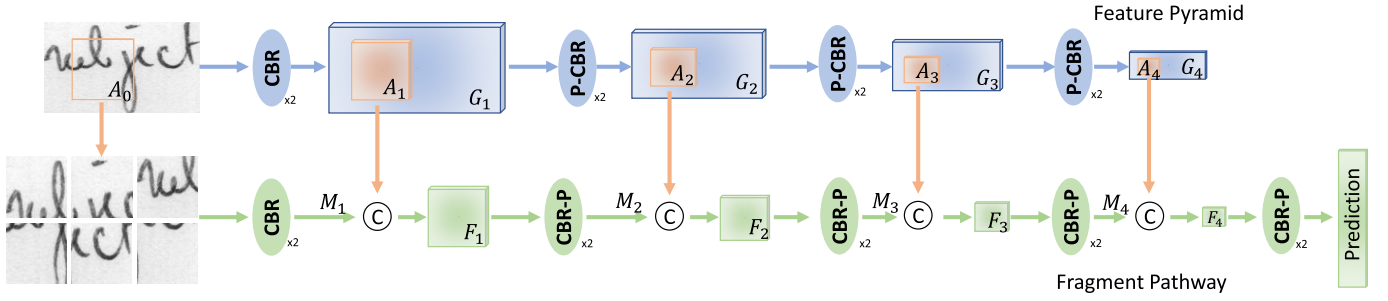 Feature Pyramid
subject A0 CBR x2 A1 G1 P-CBR x2 A2 G2 P-CBR x2 A3 G3 P-CBR x2 A4 G4
CBR x2 M1 C F1 CBR-P x2 M2 C F2 CBR-P x2 M3 C F3 CBR-P x2 M4 C F4 CBR-P x2 Prediction
Fragment Pathway